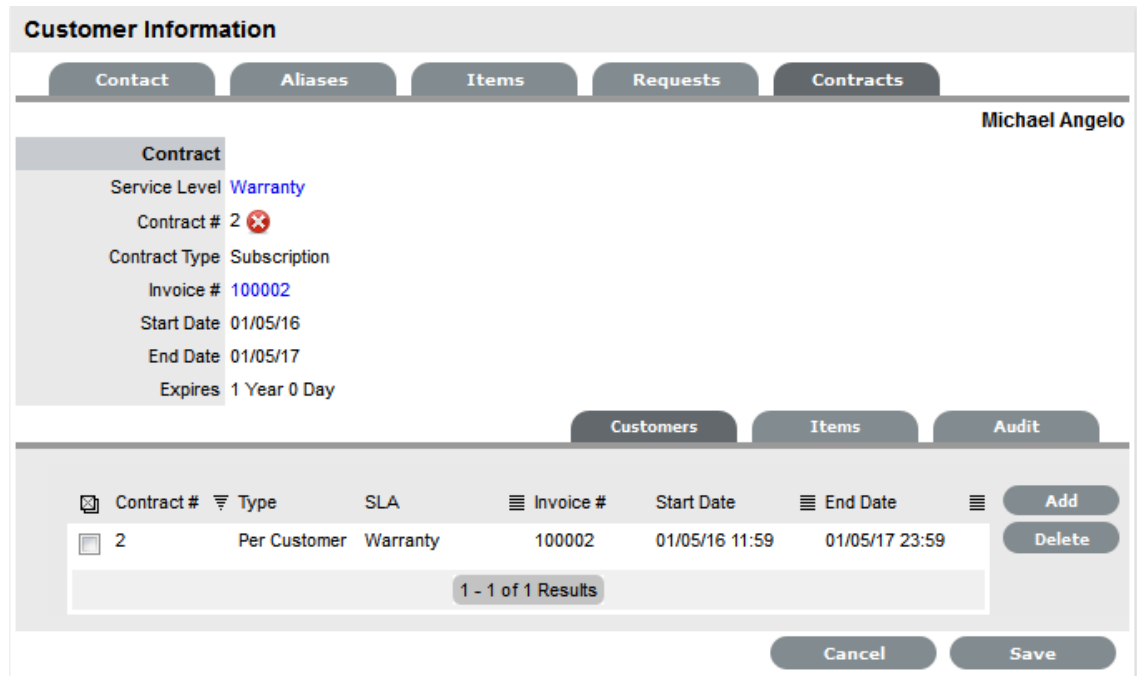 Customer Information
Contact Aliases Items Requests Contracts
Michael Angelo
Contract
Service Level Warranty
Contract # 2
Contract Type Subscription
Invoice # 100002
Start Date 01/05/16
End Date 01/05/17
Expires 1 Year 0 Day
Customers Items Audit
Contract # Type SLA Invoice # Start Date End Date Add
2 Per Customer Warranty 100002 01/05/16 11:59 01/05/17 23:59 Delete
1 - 1 of 1 Results
Cancel Save